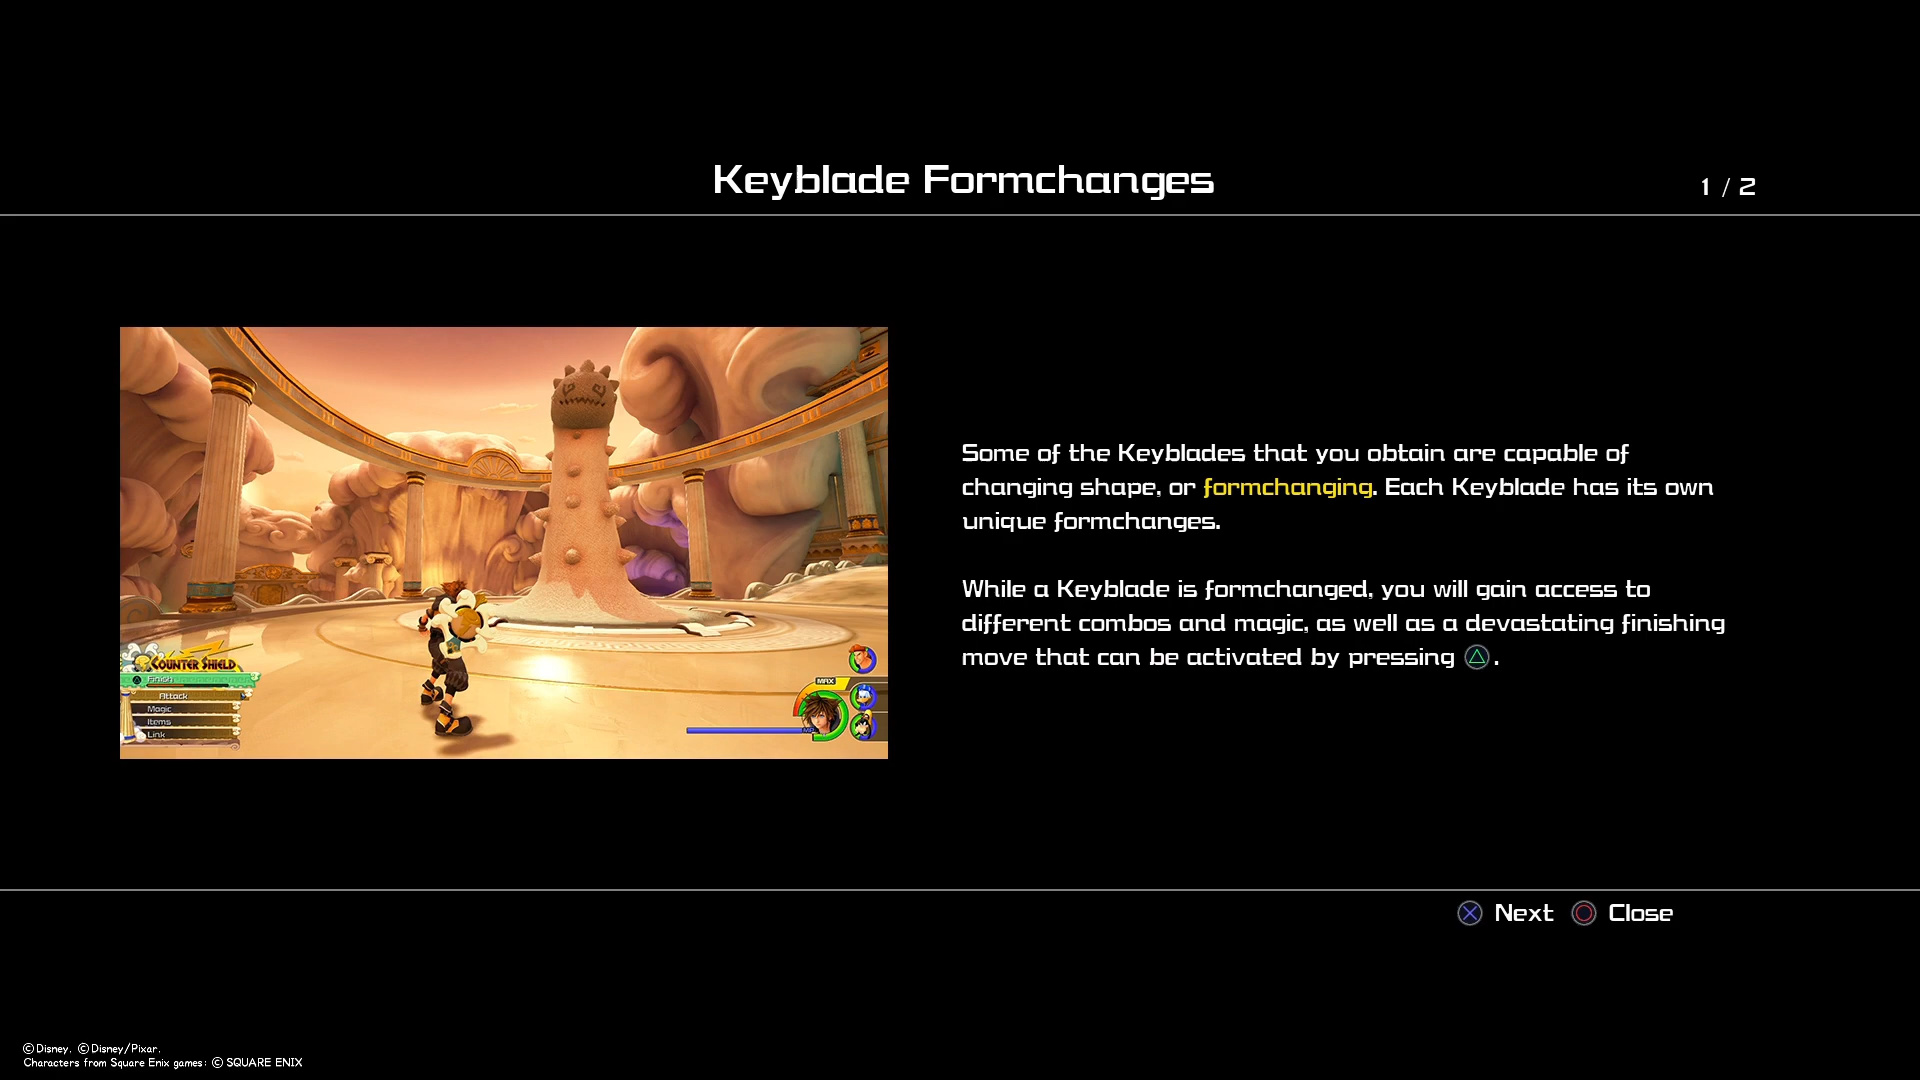 Keyblade Formchanges
1 / 2
Some of the Keyblades that you obtain are capable of
changing shape, or formchanging. Each Keyblade has its own
unique formchanges.
While a Keyblade is formchanged, you will gain access to
different combos and magic, as well as a devastating finishing
move that can be activated by pressing .
COUNTER SHIELD
Finish
Attack
Magic
Items
Link
MAX
Next Close
©Disney. ©Disney/Pixar.
Characters from Square Enix games: © SQUARE ENIX